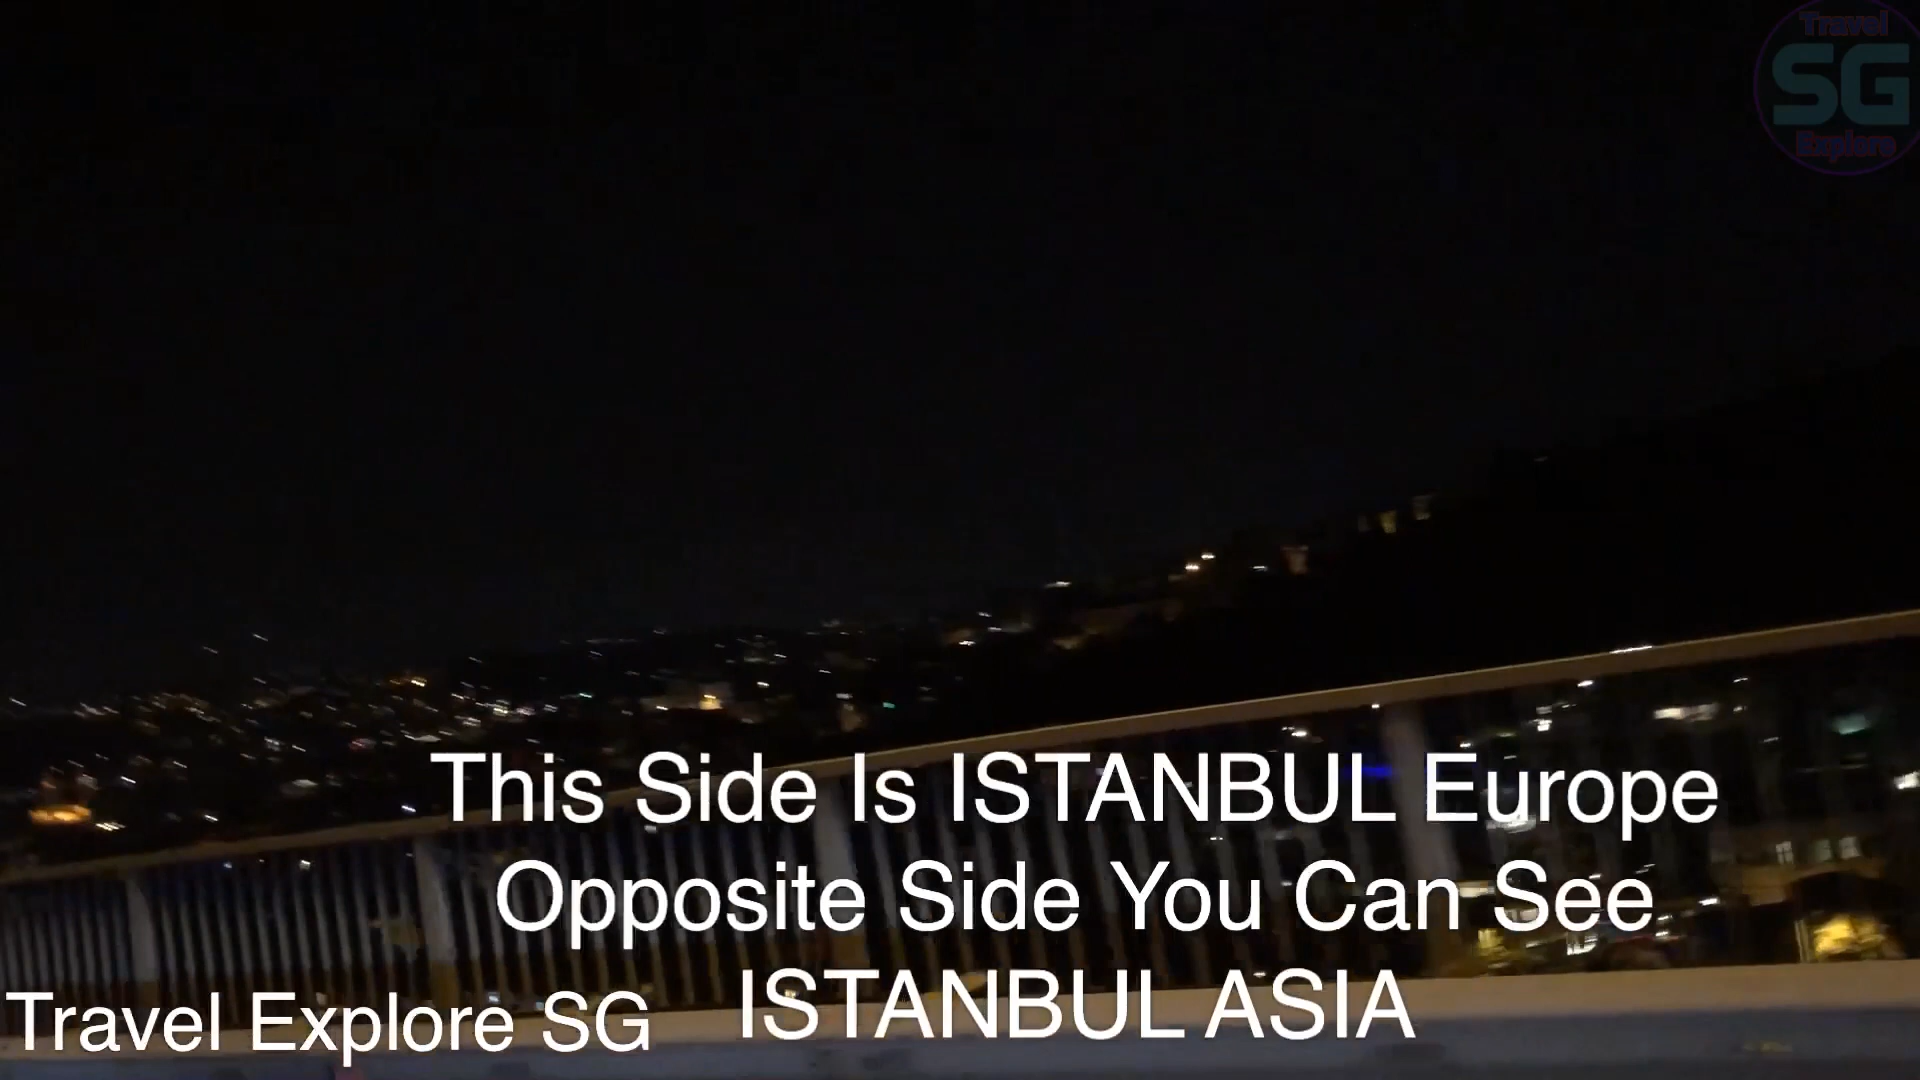 Travel
SG
Explore
This Side Is ISTANBUL Europe
Opposite Side You Can See
ISTANBUL ASIA
Travel Explore SG